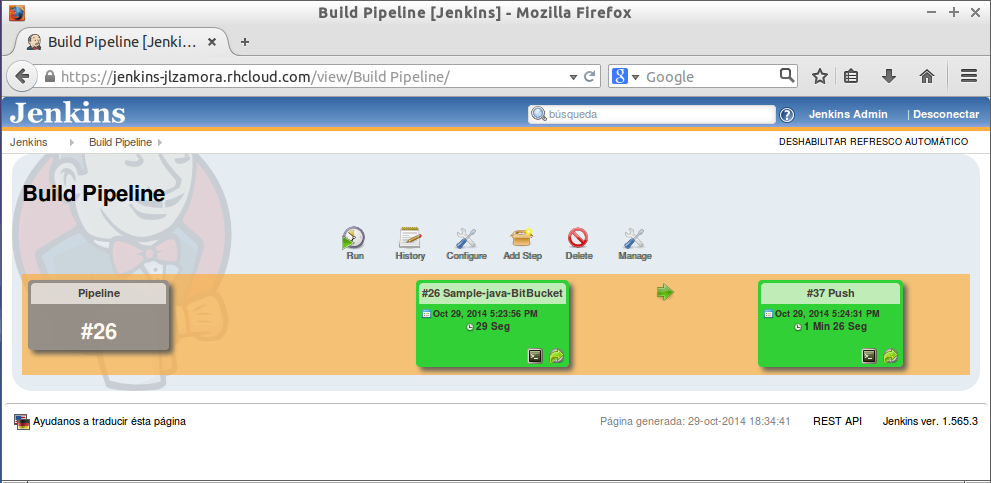 Build Pipeline [Jenkins] - Mozilla Firefox
Build Pipeline [Jenki...
https://jenkins-jlzamora.rhcloud.com/view/Build Pipeline/
Google
Jenkins
búsqueda
Jenkins Admin
| Desconectar
Jenkins
Build Pipeline
DESHABILITAR REFRESCO AUTOMÁTICO
Build Pipeline
Run
History
Configure
Add Step
Delete
Manage
Pipeline
#26
#26 Sample-java-BitBucket
Oct 29, 2014 5:23:56 PM
29 Seg
#37 Push
Oct 29, 2014 5:24:31 PM
1 Min 26 Seg
Ayudanos a traducir ésta página
Página generada: 29-oct-2014 18:34:41
REST API
Jenkins ver. 1.565.3